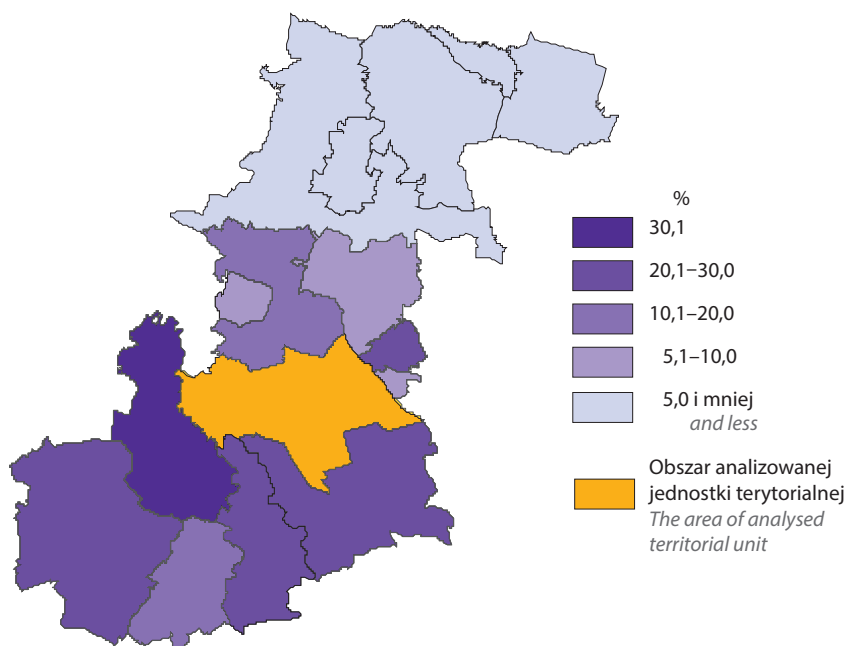 %
30,1
20,1–30,0
10,1–20,0
5,1–10,0
5,0 i mniej
and less
Obszar analizowanej
jednostki terytorialnej
The area of analysed
territorial unit